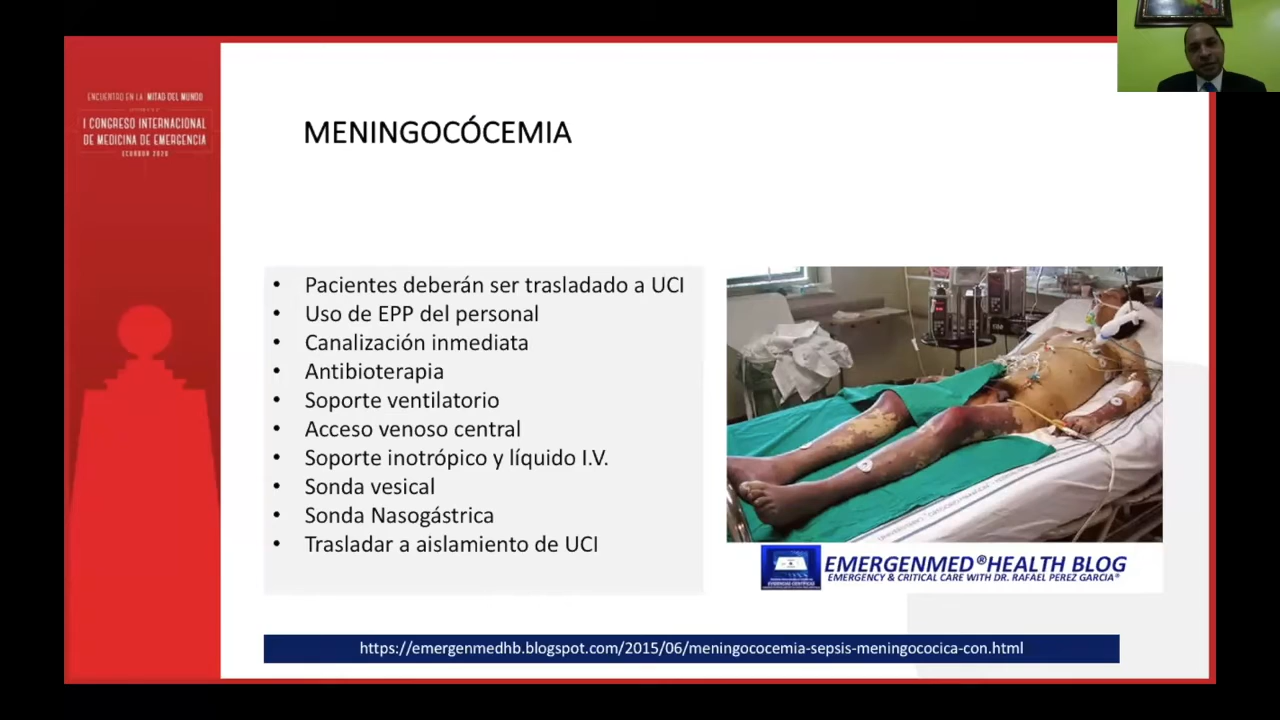 ENCUENTRO EN LA MITAD DEL MUNDO
I CONGRESO INTERNACIONAL
DE MEDICINA DE EMERGENCIA
ECUADOR 2020
MENINGOCÓCEMIA
• Pacientes deberán ser trasladado a UCI
• Uso de EPP del personal
• Canalización inmediata
• Antibioterapia
• Soporte ventilatorio
• Acceso venoso central
• Soporte inotrópico y líquido I.V.
• Sonda vesical
• Sonda Nasogástrica
• Trasladar a aislamiento de UCI
EMERGENMED®HEALTH BLOG
EMERGENCY & CRITICAL CARE WITH DR. RAFAEL PEREZ GARCIA®
https://emergenmedhb.blogspot.com/2015/06/meningococemia-sepsis-meningococica-con.html